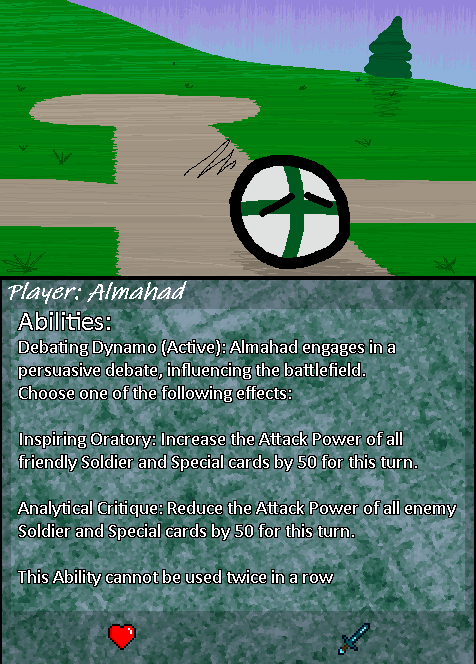 Player: Almahad
Abilities:
Debating Dynamo (Active): Almahad engages in a
persuasive debate, influencing the battlefield.
Choose one of the following effects:
Inspiring Oratory: Increase the Attack Power of all
friendly Soldier and Special cards by 50 for this turn.
Analytical Critique: Reduce the Attack Power of all enemy
Soldier and Special cards by 50 for this turn.
This Ability cannot be used twice in a row